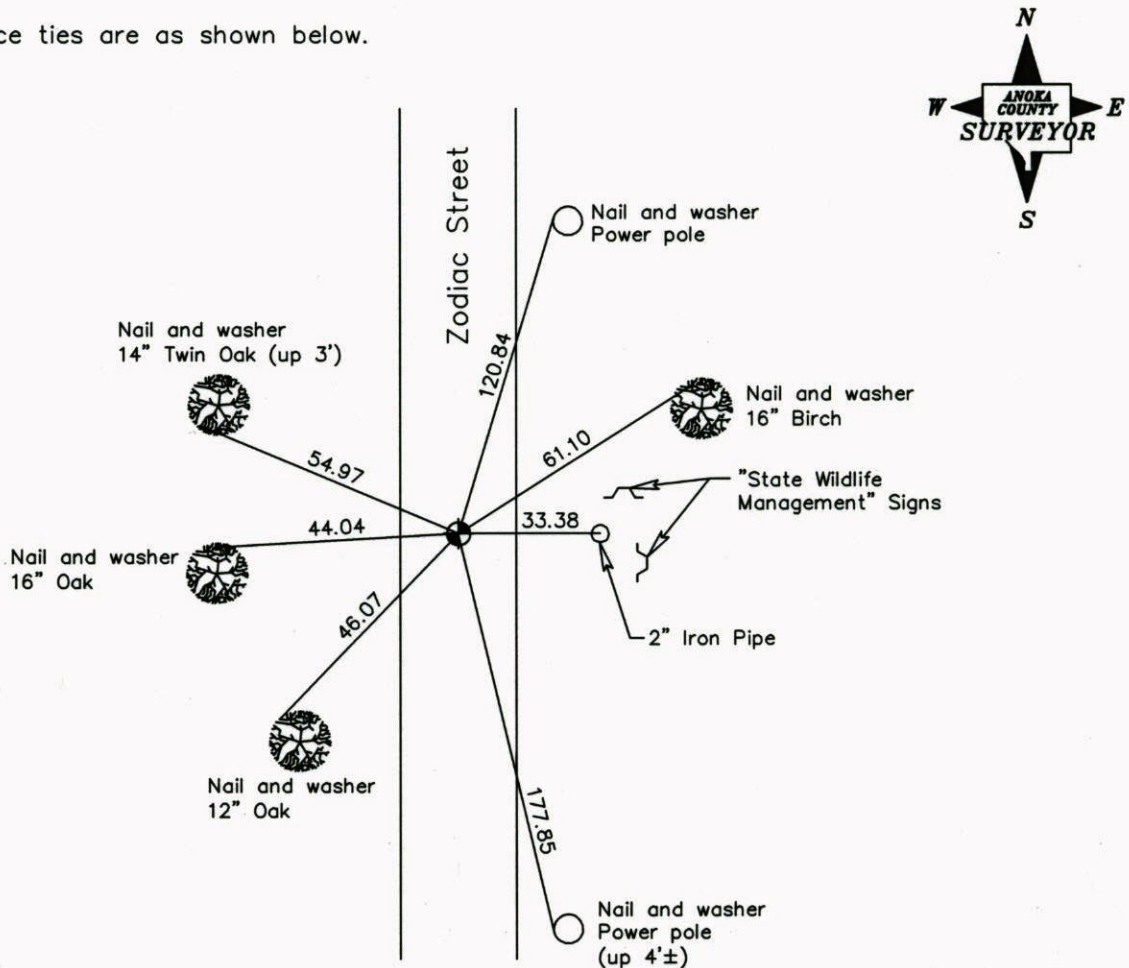 ce ties are as shown below.
N
W
ANOKA
COUNTY
E
SURVEYOR
S
Zodiac Street
Nail and washer
Power pole
Nail and washer
14" Twin Oak (up 3')
120.84
Nail and washer
16" Birch
61.10
54.97
"State Wildlife
Management" Signs
44.04
33.38
Nail and washer
16" Oak
46.07
2" Iron Pipe
Nail and washer
12" Oak
177.85
Nail and washer
Power pole
(up 4'±)